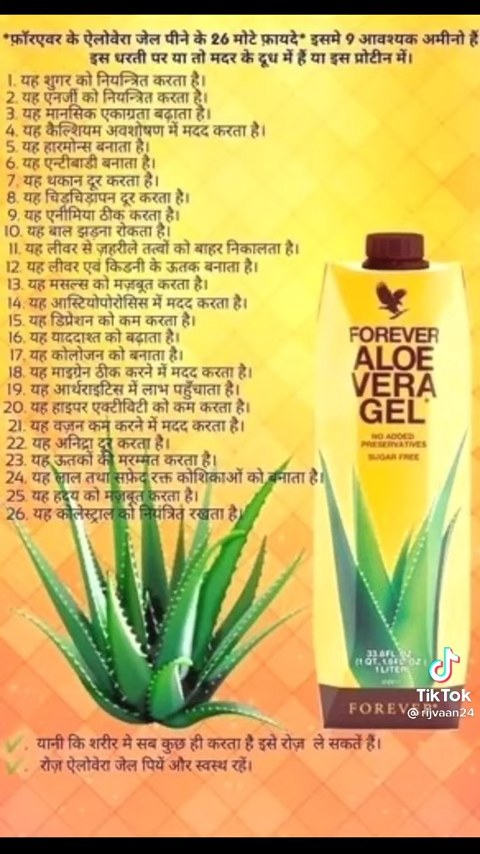 *फ़ॉरएवर के ऐलोवेरा जेल पीने के 26 मोटे फ़ायदे* इसमे 9 आवश्यक अमीनो हैं
इस धरती पर या तो मदर के दूध में हैं या इस प्रोटीन में।
1. यह शुगर को नियन्त्रित करता है।
2. यह एनर्जी को नियन्त्रित करता है।
3. यह मानसिक एकाग्रता बढ़ाता है।
4. यह कैल्शियम अवशोषण में मदद करता है।
5. यह हारमोन्स बनाता है।
6. यह एन्टीबाडी बनाता है।
7. यह थकान दूर करता है।
8. यह चिड़चिड़ापन दूर करता है।
9. यह एनीमिया ठीक करता है।
10. यह बाल झड़ना रोकता है।
11. यह लीवर से ज़हरीले तत्वों को बाहर निकालता है।
12. यह लीवर एवं किडनी के ऊतक बनाता है।
13. यह मसल्स को मज़बूत करता है।
14. यह आस्टियोपोरोसिस में मदद करता है।
15. यह डिप्रेशन को कम करता है।
16. यह याददाश्त को बढ़ाता है।
17. यह कोलोजन को बनाता है।
18. यह माइग्रेन ठीक करने में मदद करता है।
19. यह आर्थराइटिस में लाभ पहुँचाता है।
20. यह हाइपर एक्टीविटी को कम करता है।
21. यह वज़न कम करने में मदद करता है।
22. यह अनिद्रा दूर करता है।
23. यह ऊतकों की मरम्मत करता है।
24. यह लाल तथा सफ़ेद रक्त कोशिकाओं को बनाता है।
25. यह हृदय को मज़बूत करता है।
26. यह कोलेस्ट्राल को नियंत्रित रखता है।
FOREVER
ALOE
VERA
GEL
NO ADDED
PRESERVATIVES
SUGAR FREE
33.8FL. OZ
1 LITER
FOREVER
TikTok
@rijvaan24
यानी कि शरीर मे सब कुछ ही करता है इसे रोज़ ले सकतें हैं।
रोज़ ऐलोवेरा जेल पियें और स्वस्थ रहें।